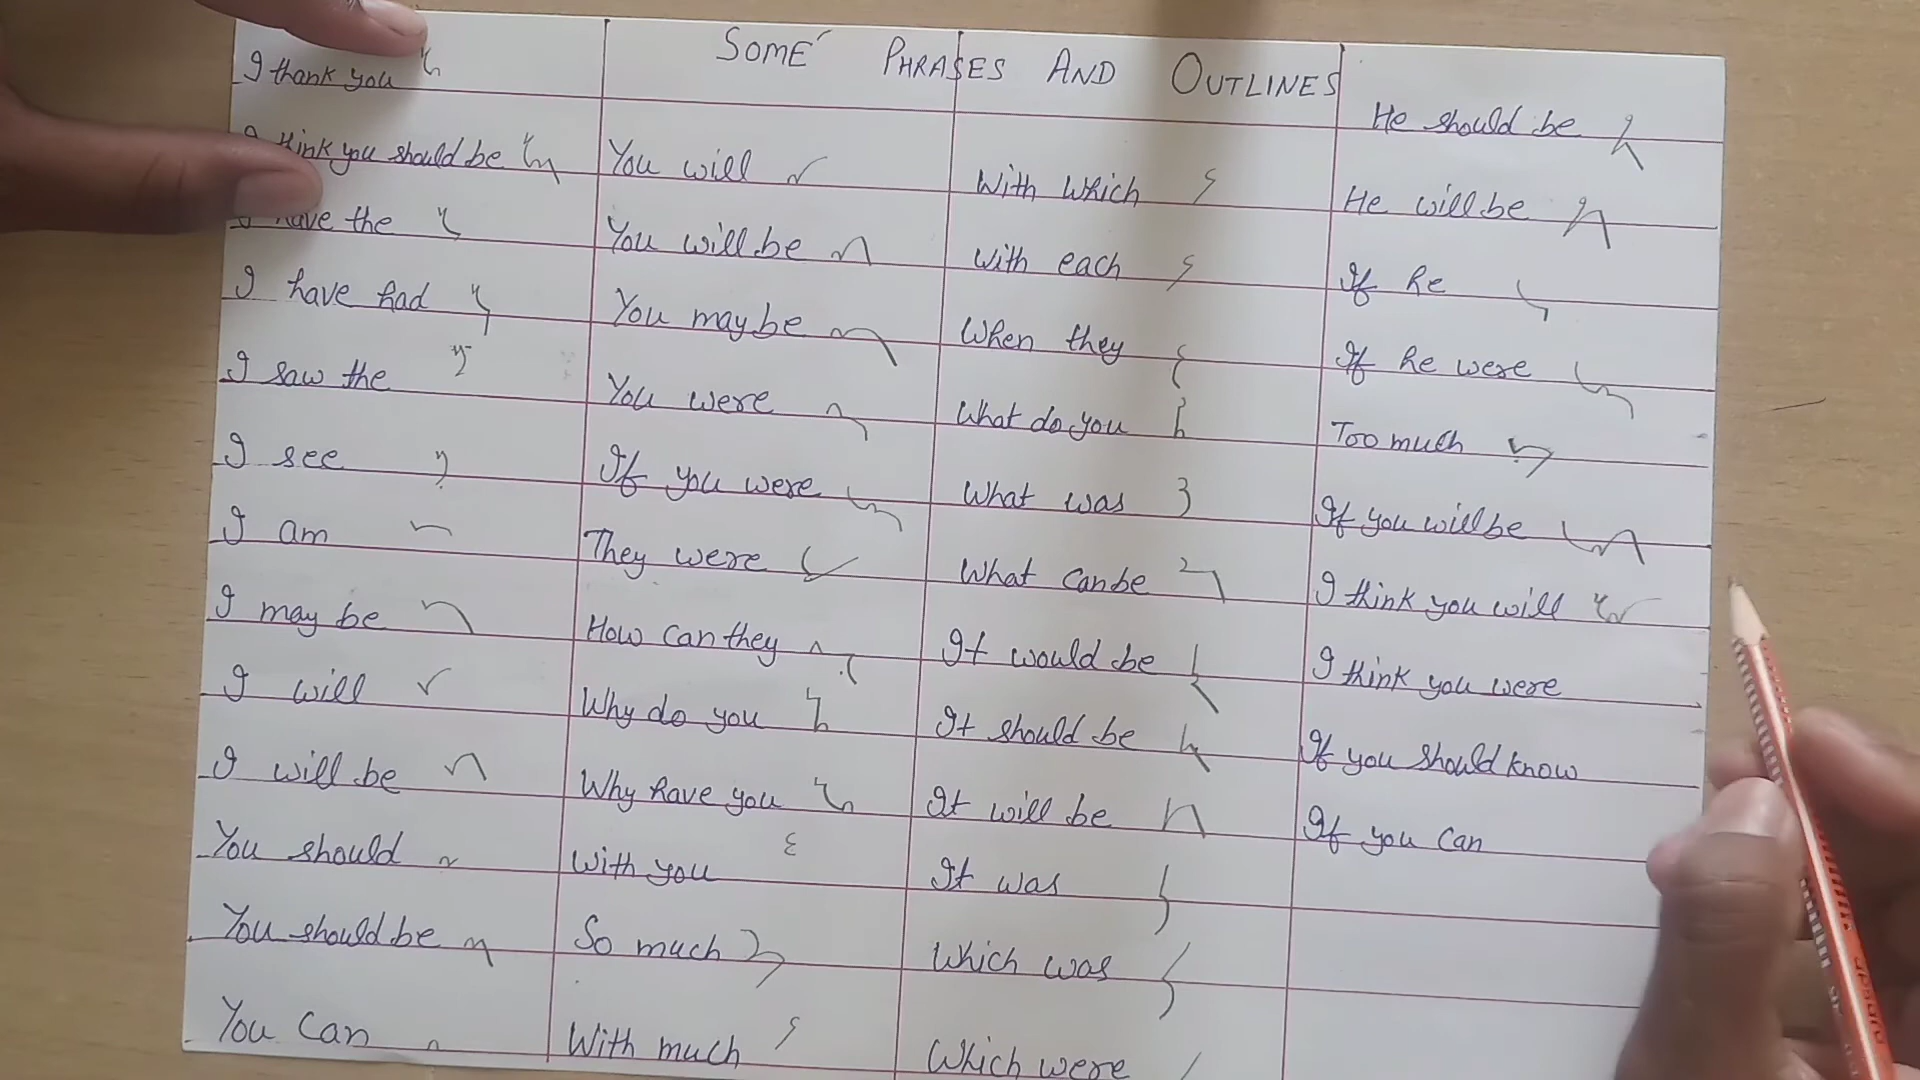 SOME PHRASES AND OUTLINES
I thank you
think you should be
have the
I have had
I saw the
I see
I am
I may be
I will
I will be
You should
You should be
You can
You will
You will be
You may be
You were
If you were
They were
How can they
Why do you
Why have you
With you
So much
With much
With which
With each
When they
What do you
What was
What can be
It would be
It should be
It will be
It was
Which was
Which were
He should be
He will be
If he
If he were
Too much
If you will be
I think you will
I think you were
If you should know
If you can